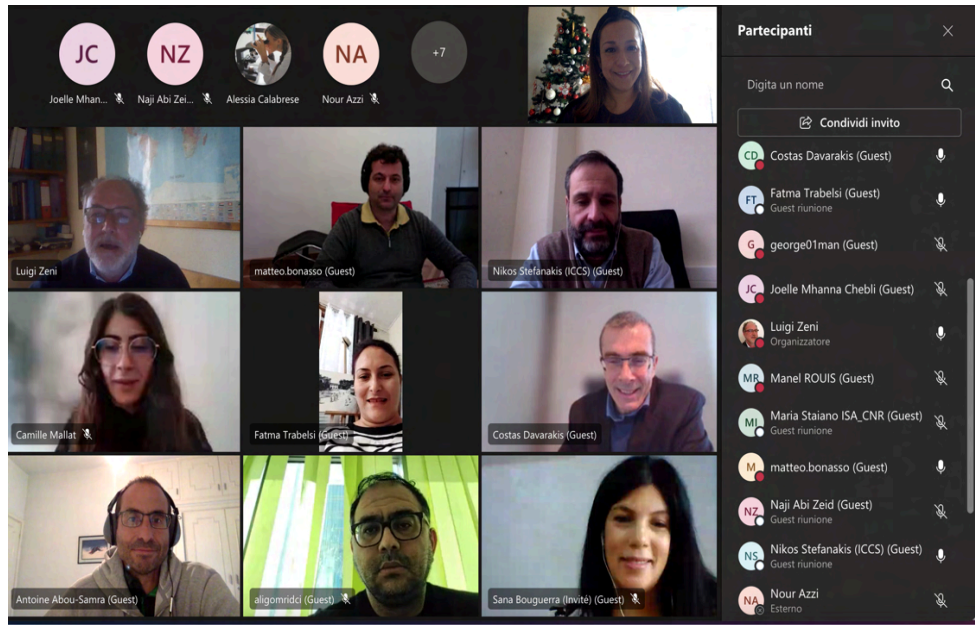 JC
NZ
NA
+7
Joelle Mhan...
Naji Abi Zei...
Alessia Calabrese
Nour Azzi
Luigi Zeni
matteo.bonasso (Guest)
Nikos Stefanakis (ICCS) (Guest)
Camille Mallat
Fatma Trabelsi (Guest)
Costas Davarakis (Guest)
Antoine Abou-Samra (Guest)
aligomridci (Guest)
Sana Bouguerra (Invité) (Guest)
Partecipanti
Digita un nome
Condividi invito
CD Costas Davarakis (Guest)
FT Fatma Trabelsi (Guest)
Guest riunione
G george01man (Guest)
JC Joelle Mhanna Chebli (Guest)
Luigi Zeni
Organizzatore
MR Manel ROUIS (Guest)
MI Maria Staiano ISA_CNR (Guest)
Guest riunione
M matteo.bonasso (Guest)
NZ Naji Abi Zeid (Guest)
Guest riunione
NS Nikos Stefanakis (ICCS) (Guest)
Guest riunione
NA Nour Azzi
Esterno